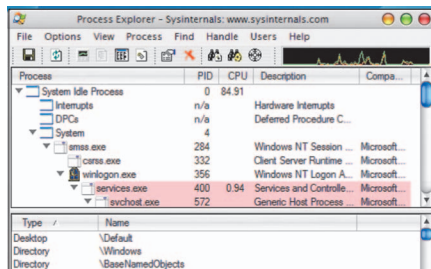 Process Explorer - Sysinternals: www.sysinternals.com
File Options View Process Find Handle Users Help
Process PID CPU Description Compa...
System Idle Process 0 84.91
Interrupts n/a Hardware Interrupts
DPCs n/a Deferred Procedure C...
System 4
smss.exe 284 Windows NT Session ... Microsoft...
csrss.exe 332 Client Server Runtime ... Microsoft...
winlogon.exe 356 Windows NT Logon A... Microsoft...
services.exe 400 0.94 Services and Controlle... Microsoft...
svchost.exe 572 Generic Host Process ... Microsoft...
Type / Name
Desktop \Default
Directory \Windows
Directory \BaseNamedObjects